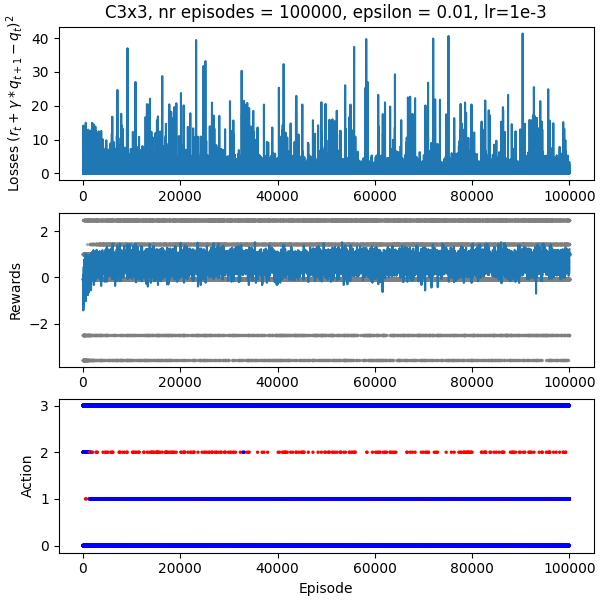 C3x3, nr episodes = 100000, epsilon = 0.01, lr=1e-3
Losses $(r_t + \gamma * q_{t+1} - q_t)^2$
40
30
20
10
0
0 20000 40000 60000 80000 100000
Rewards
2
0
−2
0 20000 40000 60000 80000 100000
Action
3
2
1
0
0 20000 40000 60000 80000 100000
Episode